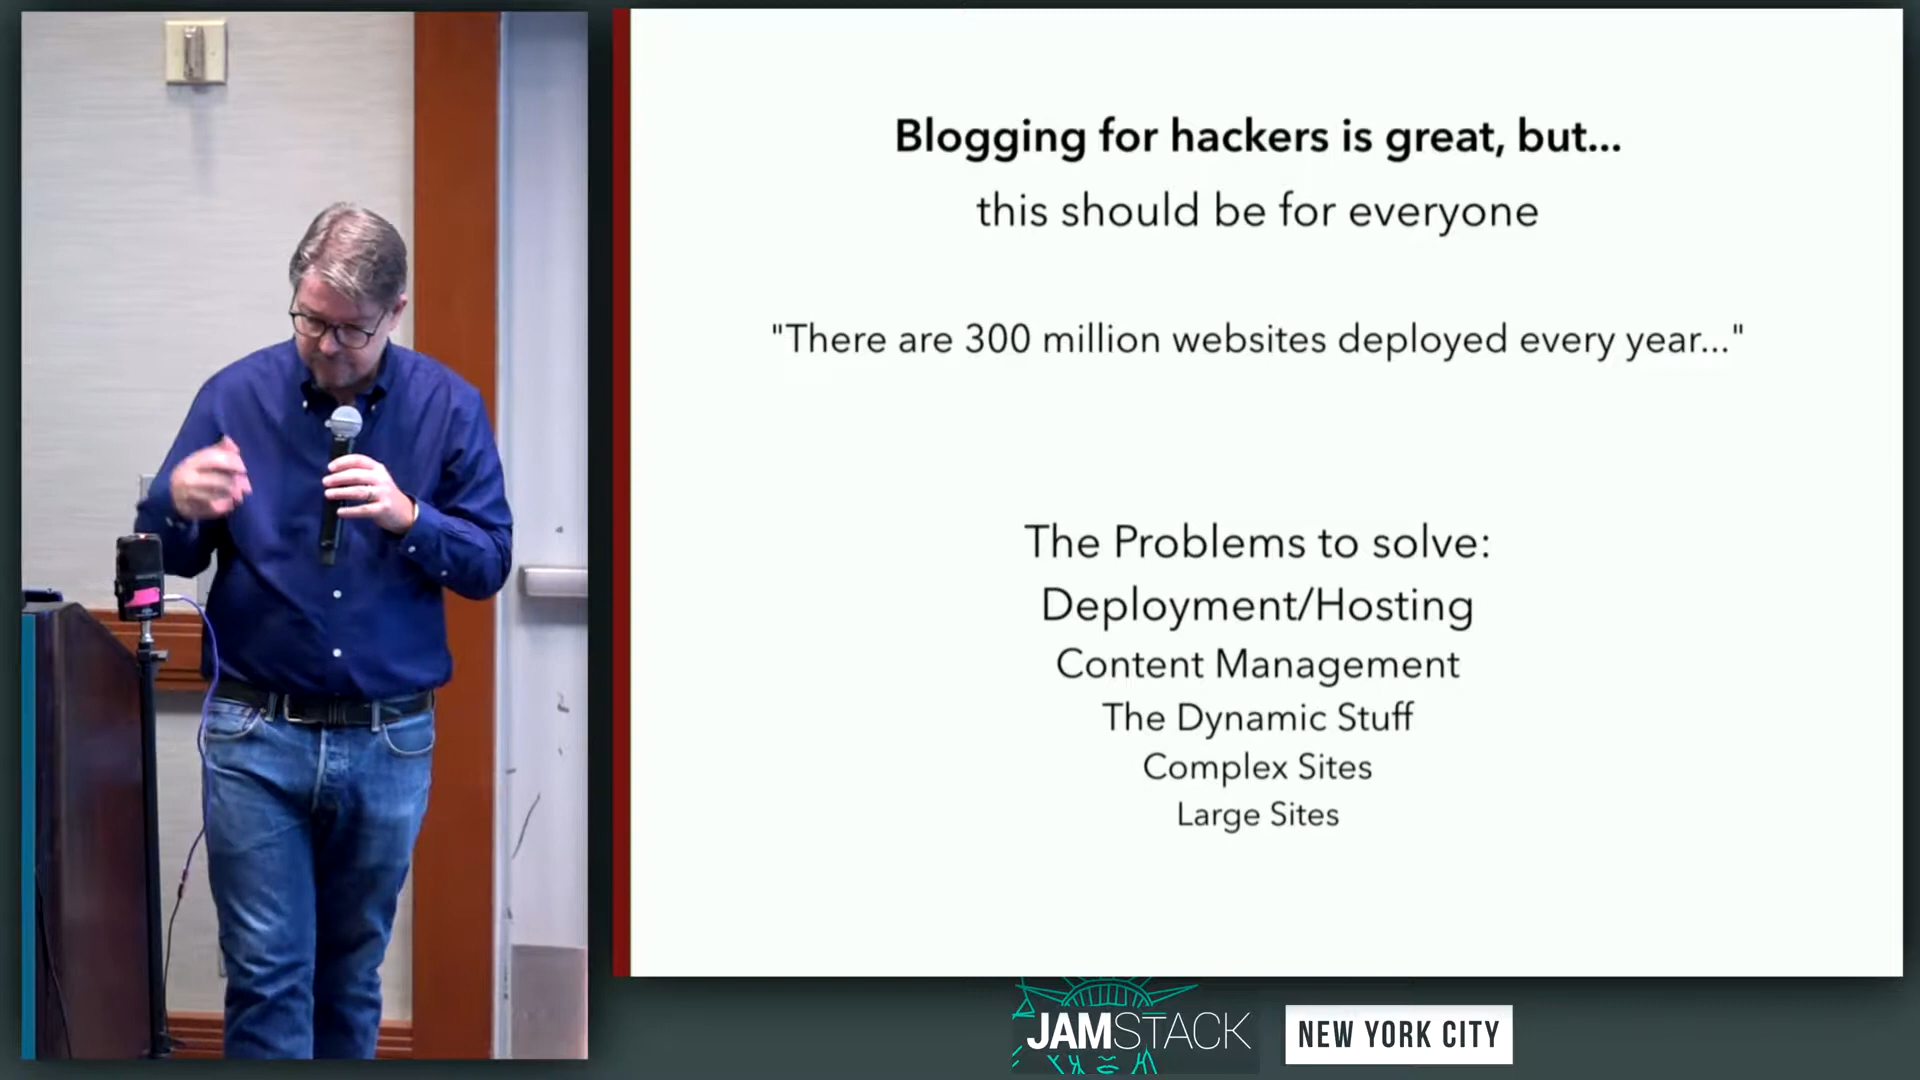 Blogging for hackers is great, but...
this should be for everyone
"There are 300 million websites deployed every year..."
The Problems to solve:
Deployment/Hosting
Content Management
The Dynamic Stuff
Complex Sites
Large Sites
JAMSTACK
NEW YORK CITY